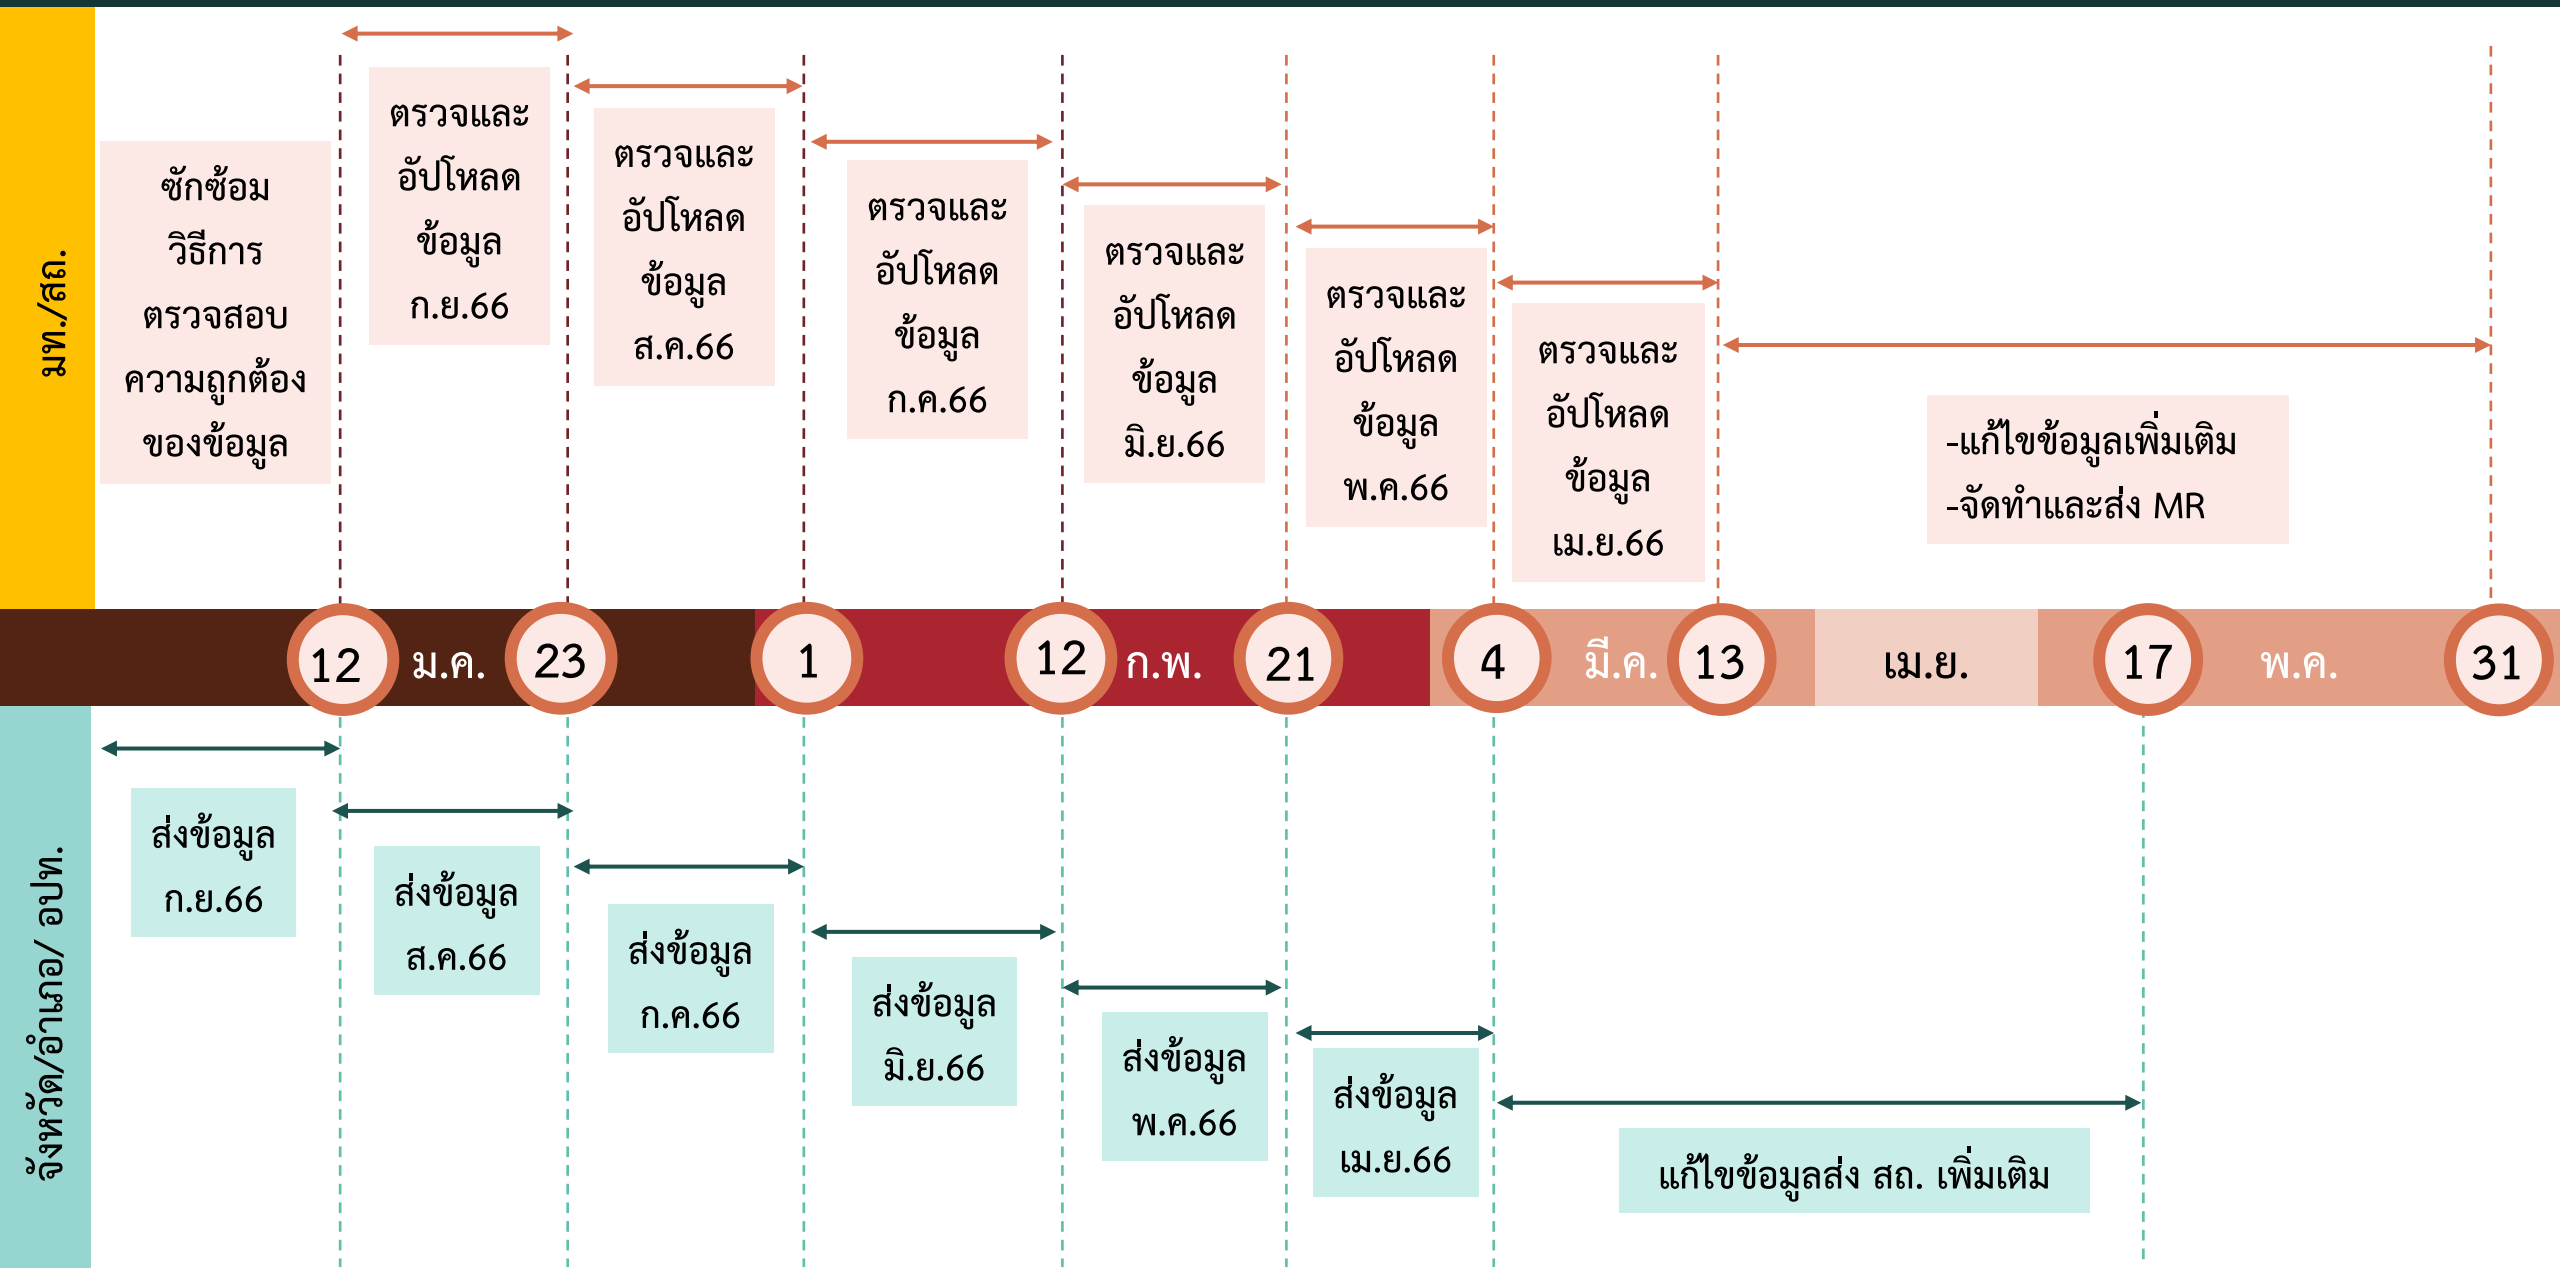 มท./สถ.
ซักซ้อม
วิธีการ
ตรวจสอบ
ความถูกต้อง
ของข้อมูล
ตรวจและ
อัปโหลด
ข้อมูล
ก.ย.66
ตรวจและ
อัปโหลด
ข้อมูล
ส.ค.66
ตรวจและ
อัปโหลด
ข้อมูล
ก.ค.66
ตรวจและ
อัปโหลด
ข้อมูล
มิ.ย.66
ตรวจและ
อัปโหลด
ข้อมูล
พ.ค.66
ตรวจและ
อัปโหลด
ข้อมูล
เม.ย.66
-แก้ไขข้อมูลเพิ่มเติม
-จัดทำและส่ง MR
12 ม.ค. 23 1 12 ก.พ. 21 4 มี.ค. 13 เม.ย. 17 พ.ค. 31
จังหวัด/อำเภอ/ อปท.
ส่งข้อมูล
ก.ย.66
ส่งข้อมูล
ส.ค.66
ส่งข้อมูล
ก.ค.66
ส่งข้อมูล
มิ.ย.66
ส่งข้อมูล
พ.ค.66
ส่งข้อมูล
เม.ย.66
แก้ไขข้อมูลส่ง สถ. เพิ่มเติม